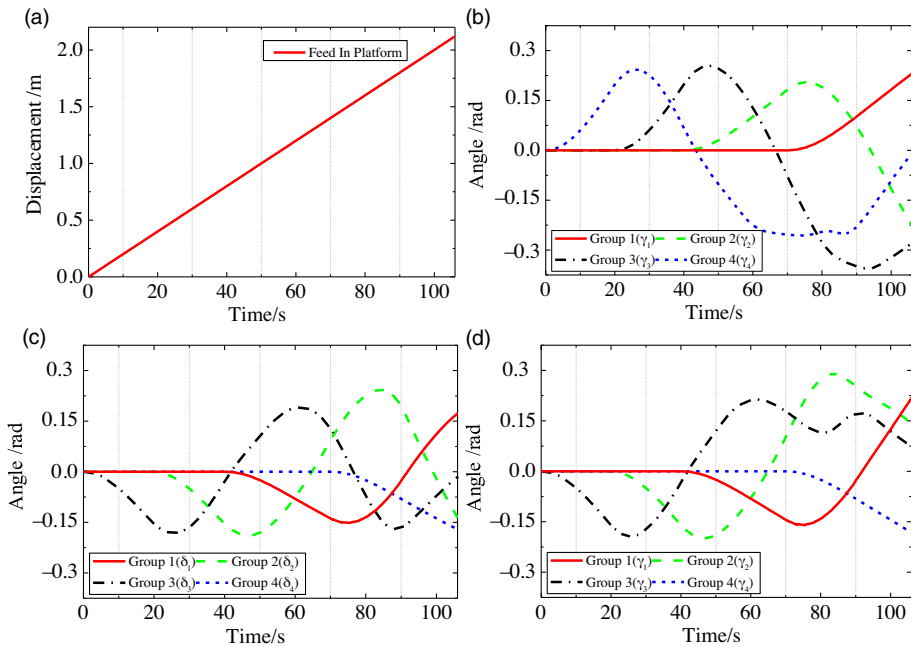 (a)
Displacement /m
2.0
1.5
1.0
0.5
0.0
Feed In Platform
0 20 40 60 80 100
Time/s
(b)
Angle /rad
0.3
0.15
0.0
−0.15
−0.3
Group 1(γ₁) Group 2(γ₂)
Group 3(γ₃) Group 4(γ₄)
0 20 40 60 80 100
Time/s
(c)
Angle /rad
0.3
0.15
0.0
−0.15
−0.3
Group 1(δ₁) Group 2(δ₂)
Group 3(δ₃) Group 4(δ₄)
0 20 40 60 80 100
Time/s
(d)
Angle /rad
0.3
0.15
0.0
−0.15
−0.3
Group 1(γ₁) Group 2(γ₂)
Group 3(γ₃) Group 4(γ₄)
0 20 40 60 80 100
Time/s